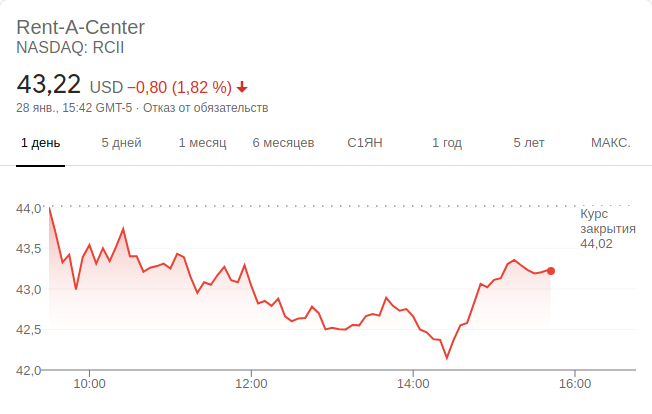 Rent-A-Center
NASDAQ: RCII
43,22 USD −0,80 (1,82 %)
28 янв., 15:42 GMT-5 · Отказ от обязательств
1 день 5 дней 1 месяц 6 месяцев С1ЯН 1 год 5 лет МАКС.
44,0
Курс
закрытия
44,02
43,5
43,0
42,5
42,0
10:00 12:00 14:00 16:00